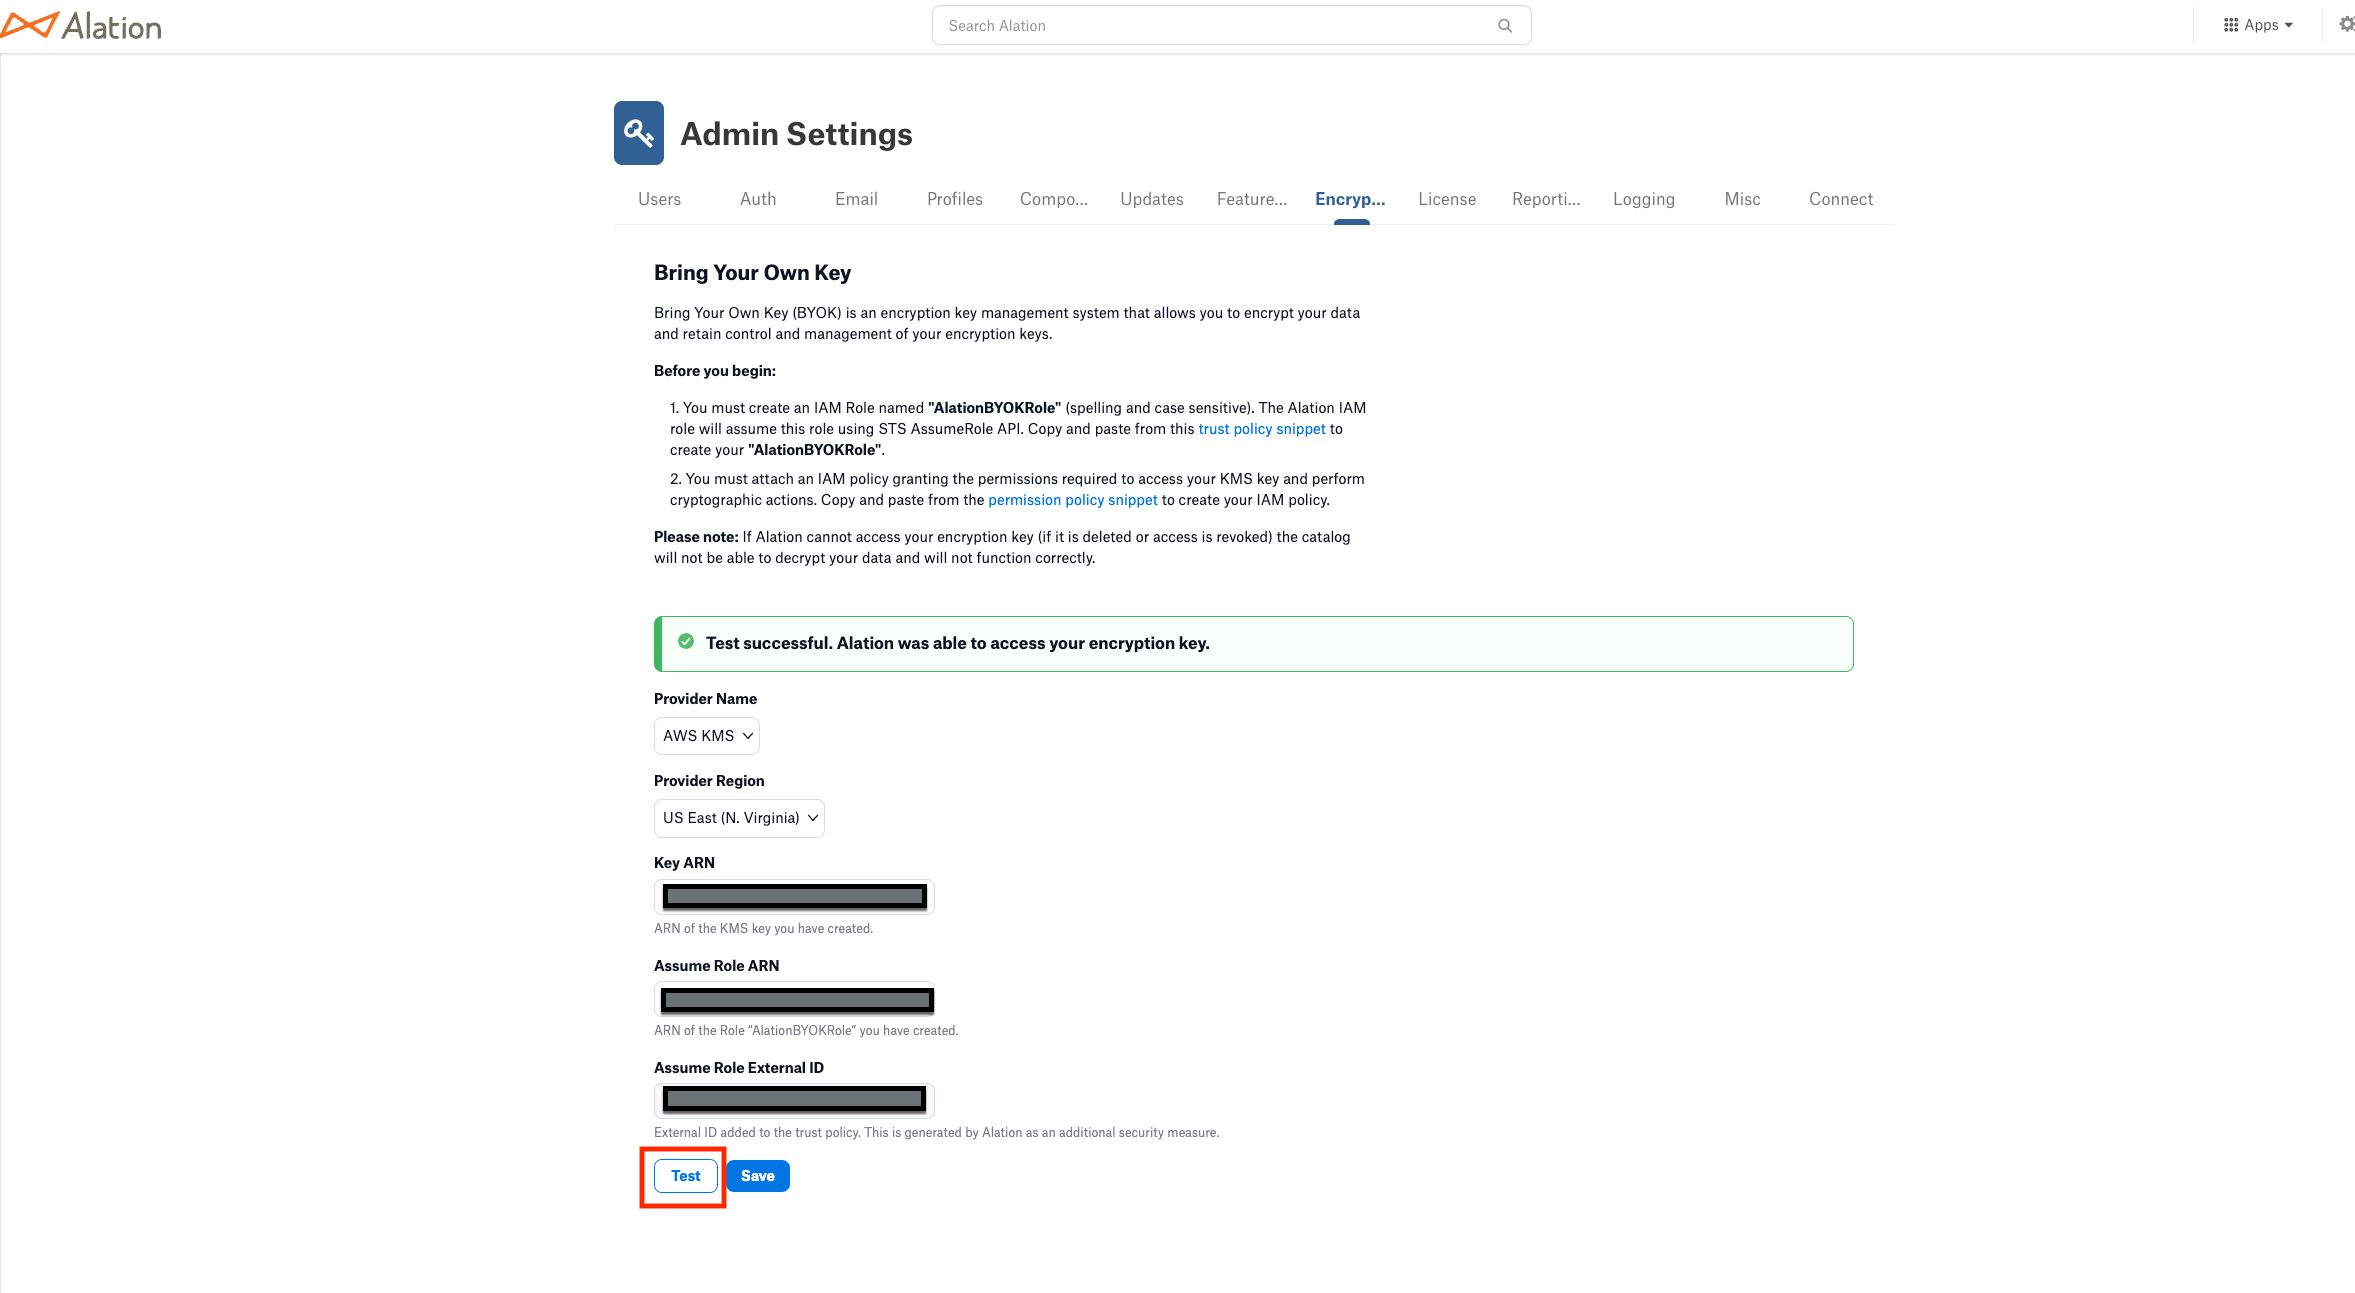 Alation
Search Alation
Apps
Admin Settings
Users Auth Email Profiles Compo... Updates Feature... Encryp... License Reporti... Logging Misc Connect
Bring Your Own Key
Bring Your Own Key (BYOK) is an encryption key management system that allows you to encrypt your data
and retain control and management of your encryption keys.
Before you begin:
1. You must create an IAM Role named "AlationBYOKRole" (spelling and case sensitive). The Alation IAM
role will assume this role using STS AssumeRole API. Copy and paste from this trust policy snippet to
create your "AlationBYOKRole".
2. You must attach an IAM policy granting the permissions required to access your KMS key and perform
cryptographic actions. Copy and paste from the permission policy snippet to create your IAM policy.
Please note: If Alation cannot access your encryption key (if it is deleted or access is revoked) the catalog
will not be able to decrypt your data and will not function correctly.
Test successful. Alation was able to access your encryption key.
Provider Name
AWS KMS
Provider Region
US East (N. Virginia)
Key ARN
ARN of the KMS key you have created.
Assume Role ARN
ARN of the Role “AlationBYOKRole” you have created.
Assume Role External ID
External ID added to the trust policy. This is generated by Alation as an additional security measure.
Test Save